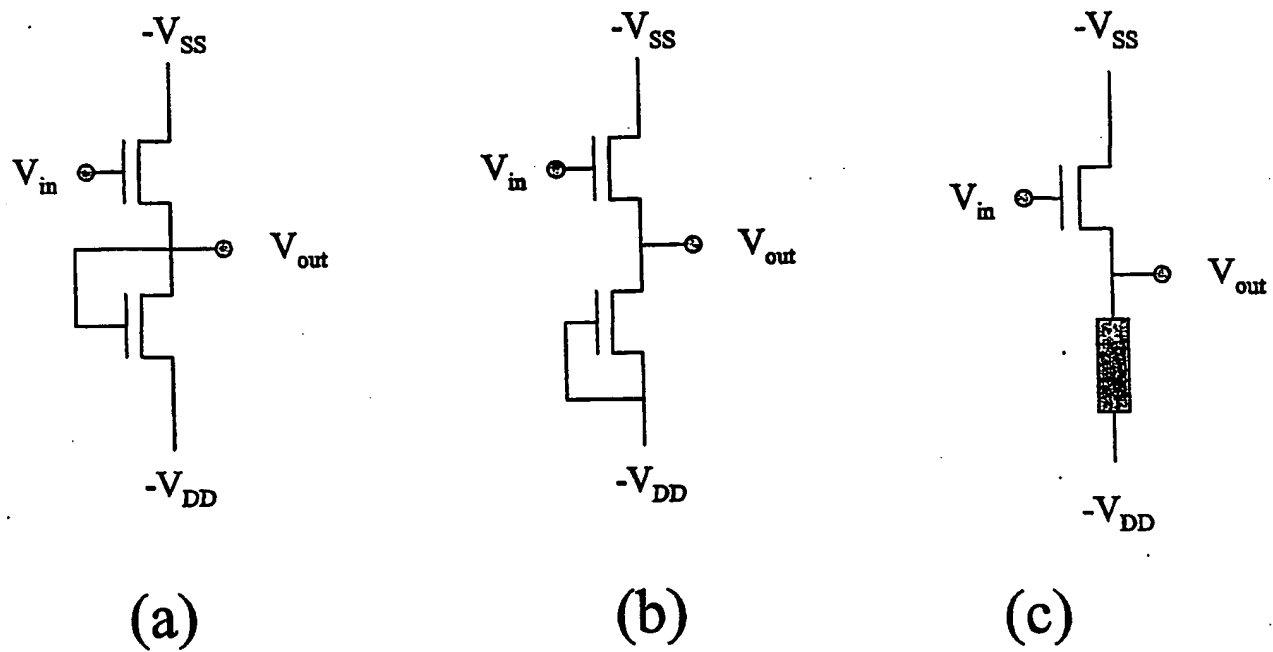 -VSS -VSS -VSS
Vin Vin Vin
Vout Vout Vout
-VDD -VDD -VDD
(a) (b) (c)